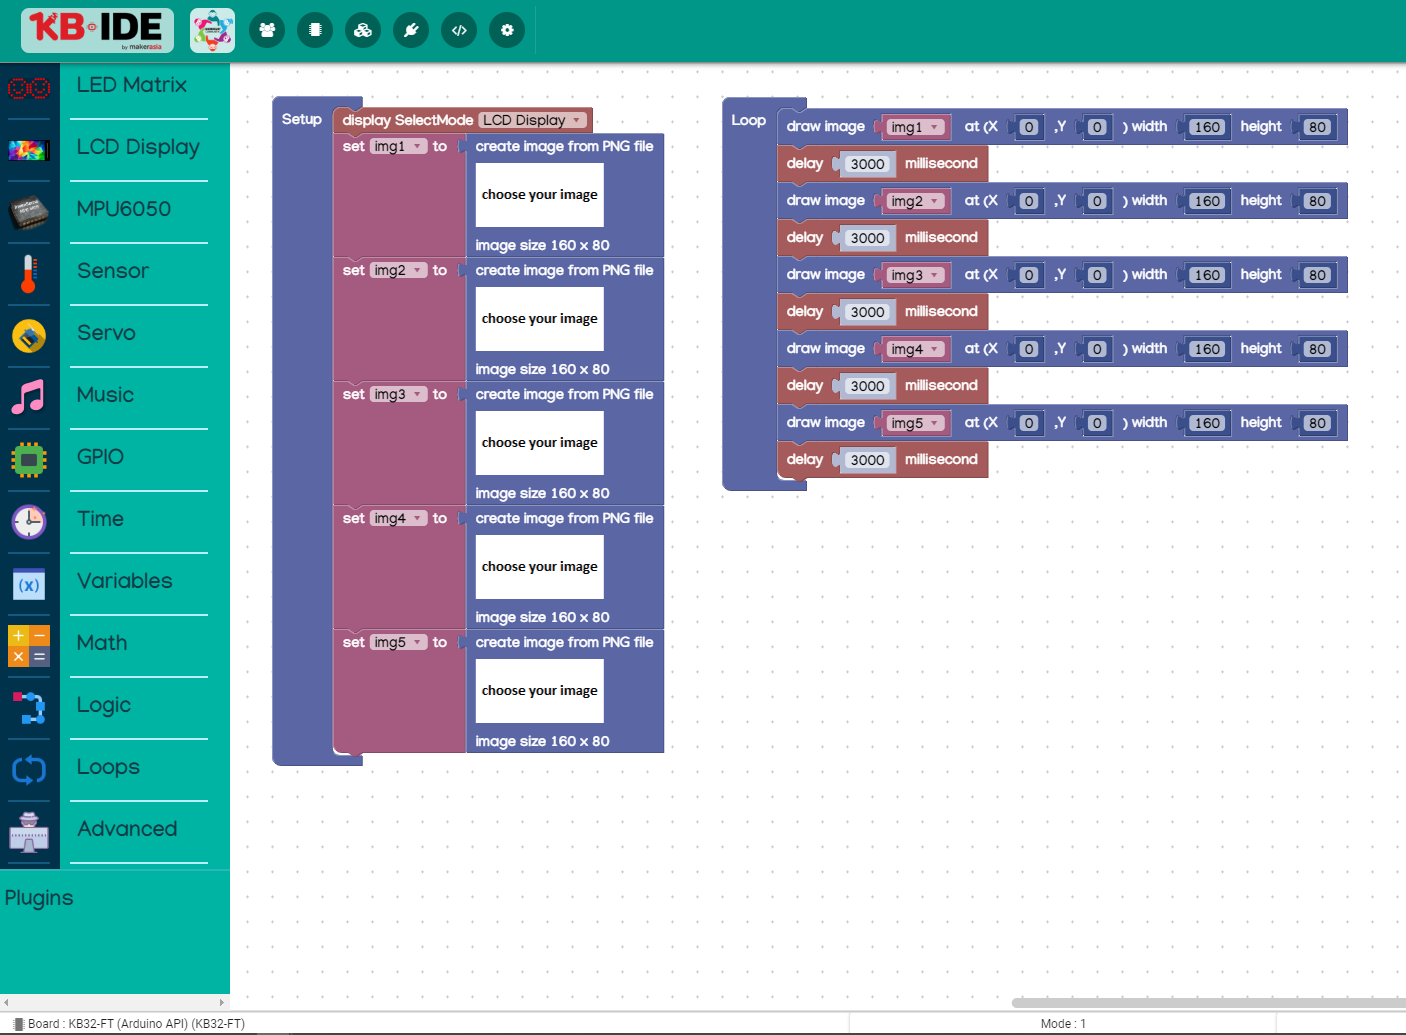 KB-IDE
by makerasia
LED Matrix
LCD Display
MPU6050
Sensor
Servo
Music
GPIO
Time
Variables
Math
Logic
Loops
Advanced
Plugins
Setup
display SelectMode LCD Display
set img1 to create image from PNG file
choose your image
image size 160 x 80
set img2 to create image from PNG file
choose your image
image size 160 x 80
set img3 to create image from PNG file
choose your image
image size 160 x 80
set img4 to create image from PNG file
choose your image
image size 160 x 80
set img5 to create image from PNG file
choose your image
image size 160 x 80
Loop
draw image img1 at (X 0 ,Y 0 ) width 160 height 80
delay 3000 millisecond
draw image img2 at (X 0 ,Y 0 ) width 160 height 80
delay 3000 millisecond
draw image img3 at (X 0 ,Y 0 ) width 160 height 80
delay 3000 millisecond
draw image img4 at (X 0 ,Y 0 ) width 160 height 80
delay 3000 millisecond
draw image img5 at (X 0 ,Y 0 ) width 160 height 80
delay 3000 millisecond
Board : KB32-FT (Arduino API) (KB32-FT)
Mode : 1